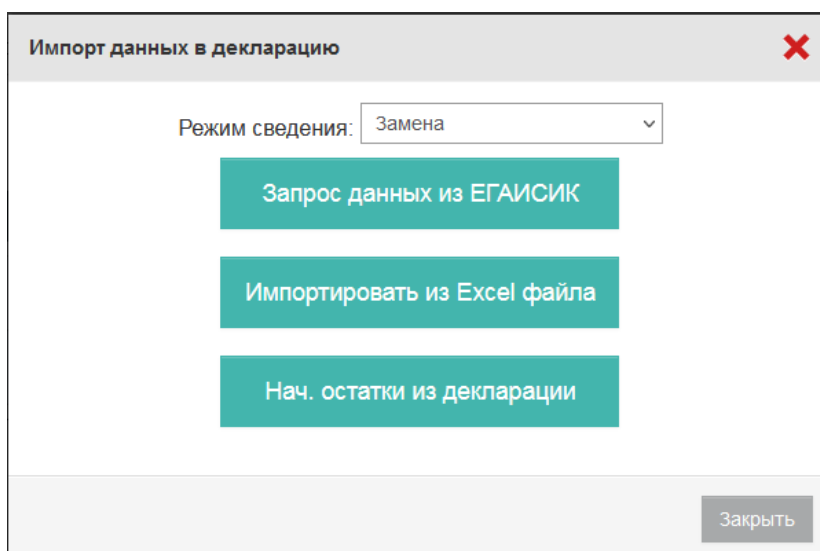 Импорт данных в декларацию
Режим сведения: Замена
Запрос данных из ЕГАИСИК
Импортировать из Excel файла
Нач. остатки из декларации
Закрыть